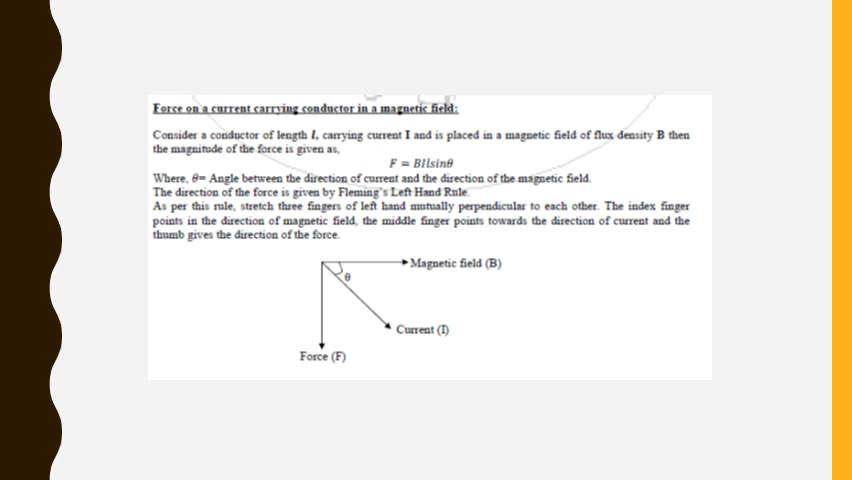 Force on a current carrying conductor in a magnetic field:
Consider a conductor of length l, carrying current I and is placed in a magnetic field of flux density B then
the magnitude of the force is given as,
F = BIlsinθ
Where, θ= Angle between the direction of current and the direction of the magnetic field.
The direction of the force is given by Fleming's Left Hand Rule.
As per this rule, stretch three fingers of left hand mutually perpendicular to each other. The index finger
points in the direction of magnetic field, the middle finger points towards the direction of current and the
thumb gives the direction of the force.
Magnetic field (B)
θ
Current (I)
Force (F)